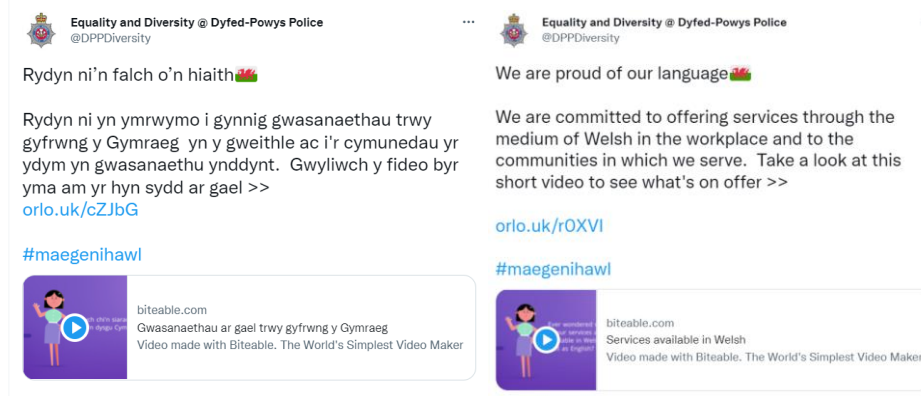 Equality and Diversity @ Dyfed-Powys Police
@DPPDiversity
Rydyn ni'n falch o'n hiaith
Rydyn ni yn ymrwymo i gynnig gwasanaethau trwy
gyfrwng y Gymraeg yn y gweithle ac i'r cymunedau yr
ydym yn gwasanaethu ynddynt. Gwyliwch y fideo byr
yma am yr hyn sydd ar gael >>
orlo.uk/cZJbG
#maegenihawl
biteable.com
Gwasanaethau ar gael trwy gyfrwng y Gymraeg
Video made with Biteable. The World's Simplest Video Maker
Equality and Diversity @ Dyfed-Powys Police
@DPPDiversity
We are proud of our language
We are committed to offering services through the
medium of Welsh in the workplace and to the
communities in which we serve. Take a look at this
short video to see what's on offer >>
orlo.uk/r0XVI
#maegenihawl
Ever wondered
as English?
biteable.com
Services available in Welsh
Video made with Biteable. The World's Simplest Video Maker